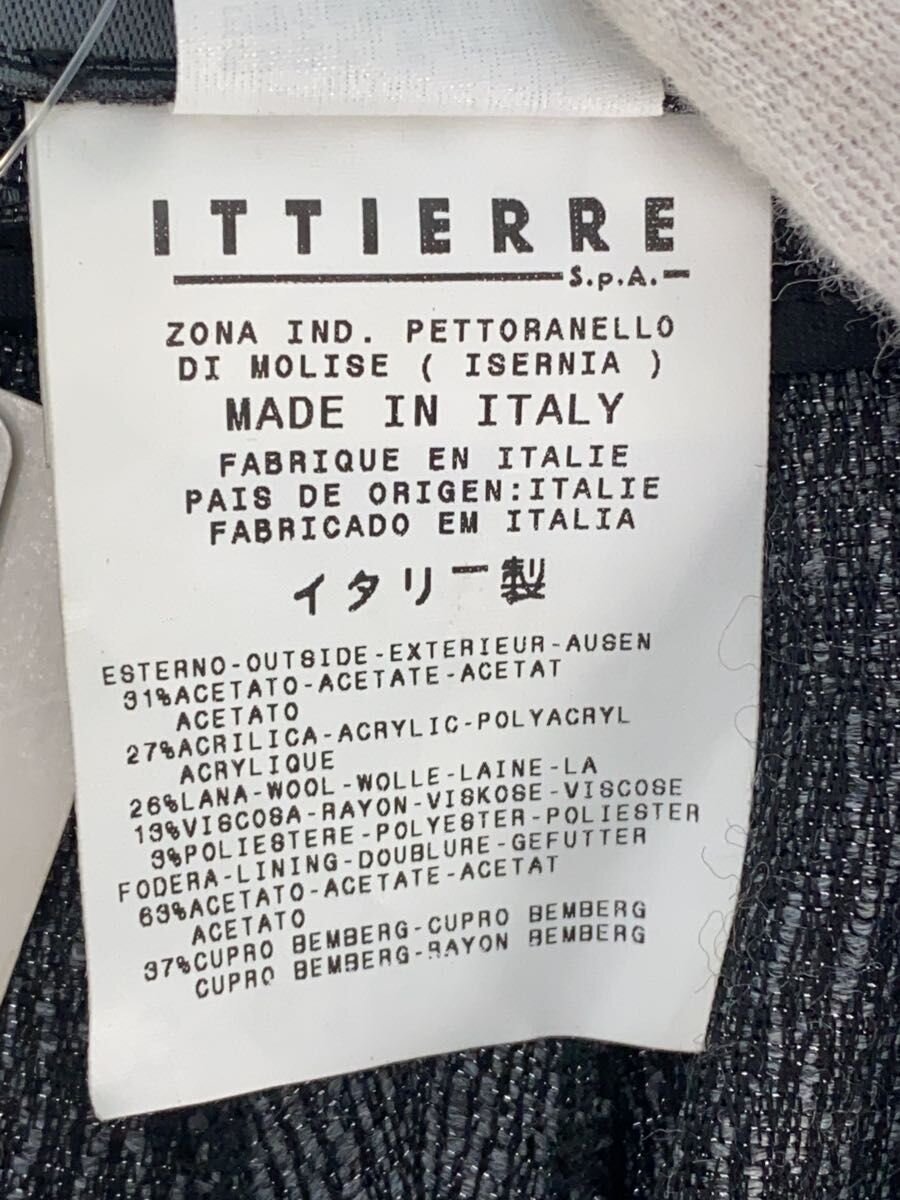 ITTIERRE
S.p.A.
ZONA IND. PETTORANELLO
DI MOLISE ( ISERNIA )
MADE IN ITALY
FABRIQUE EN ITALIE
PAIS DE ORIGEN:ITALIE
FABRICADO EM ITALIA
イタリー製
ESTERNO-OUTSIDE-EXTERIEUR-AUSEN
31%ACETATO-ACETATE-ACETAT
ACETATO
27%ACRILICA-ACRYLIC-POLYACRYL
ACRYLIQUE
26%LANA-WOOL-WOLLE-LAINE-LA
13%VISCOSA-RAYON-VISKOSE-VISCOSE
3%POLIESTERE-POLYESTER-POLIESTER
FODERA-LINING-DOUBLURE-GEFUTTER
63%ACETATO-ACETATE-ACETAT
ACETATO
37%CUPRO BEMBERG-CUPRO BEMBERG
CUPRO BEMBERG-RAYON BEMBERG